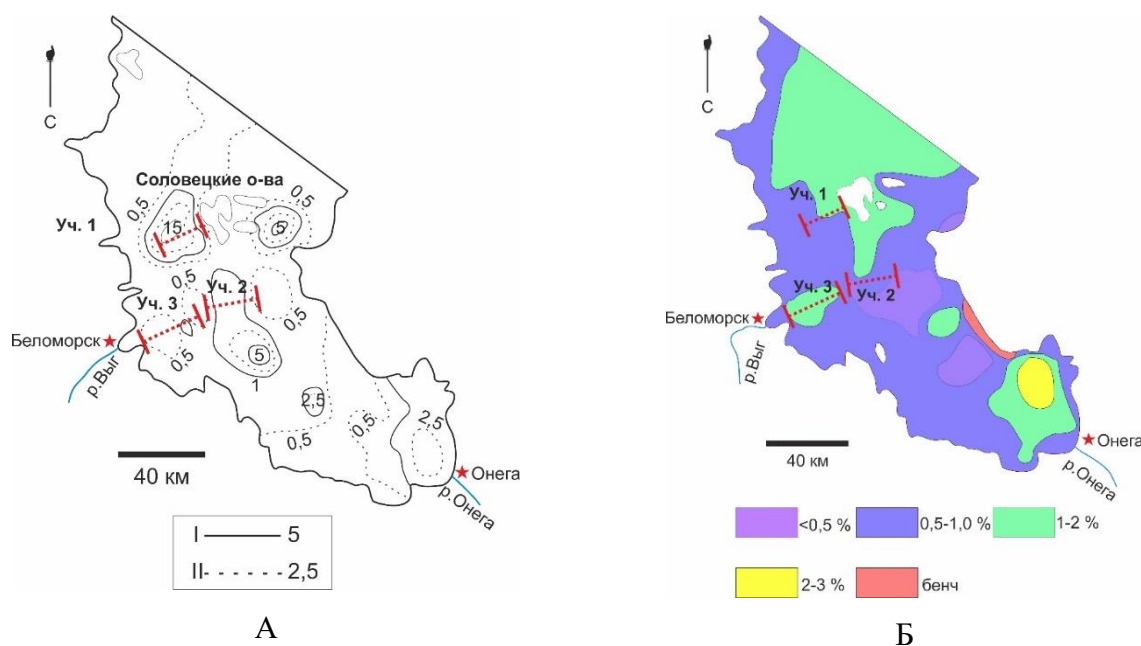 С
Соловецкие о-ва
0,5
0,5
15
5
Уч. 1
0,5
Уч. 3
Уч. 2
Беломорск
0,5
0,5
р.Выг
5
1
2,5
0,5
0,5
2,5
40 км
Онега
р.Онега
I 5
II 2,5
А
С
Уч. 1
Уч. 3
Уч. 2
Беломорск
р.Выг
40 км
Онега
р.Онега
<0,5 %
0,5-1,0 %
1-2 %
2-3 %
бенч
Б